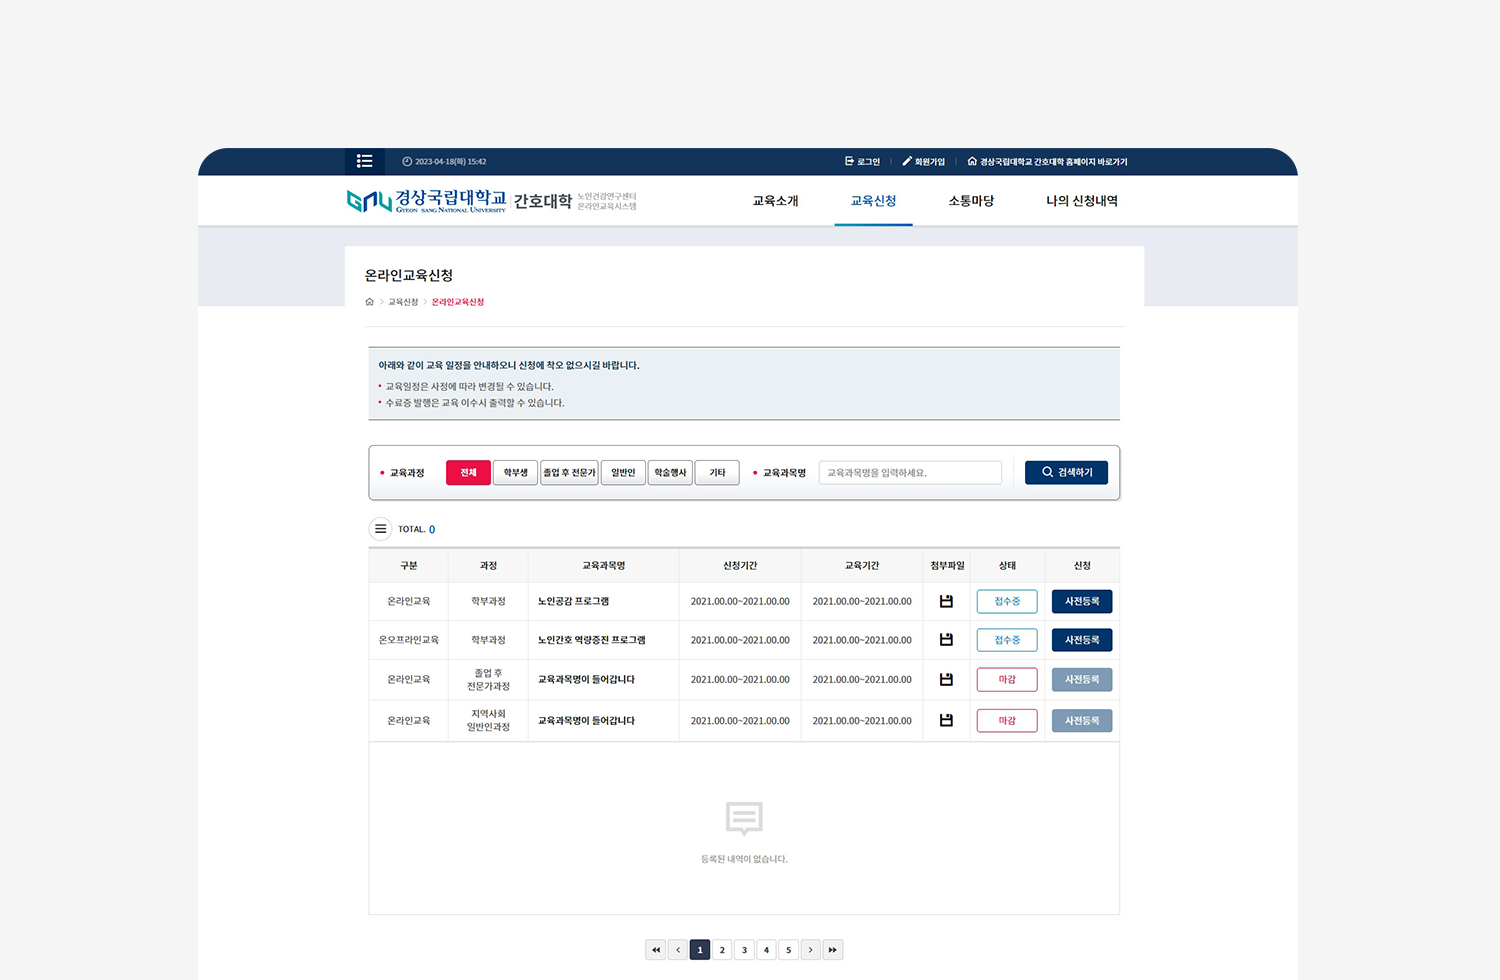 2023-04-18(화) 15:42
로그인
회원가입
경상국립대학교 간호대학 홈페이지 바로가기
GNU 경상국립대학교
GYEONGSANG NATIONAL UNIVERSITY
간호대학
노인건강연구센터
온라인교육시스템
교육소개
교육신청
소통마당
나의 신청내역
온라인교육신청
교육신청
온라인교육신청
아래와 같이 교육 일정을 안내하오니 신청에 착오 없으시길 바랍니다.
교육일정은 사정에 따라 변경될 수 있습니다.
수료증 발행은 교육 이수시 출력할 수 있습니다.
교육과정 전체 학부생 졸업 후 전문가 일반인 학술행사 기타 교육과목명 교육과목명을 입력하세요. 검색하기
TOTAL. 0
구분 과정 교육과목명 신청기간 교육기간 첨부파일 상태 신청
온라인교육 학부과정 노인공감 프로그램 2021.00.00~2021.00.00 2021.00.00~2021.00.00 접수중 사전등록
온오프라인교육 학부과정 노인간호 역량증진 프로그램 2021.00.00~2021.00.00 2021.00.00~2021.00.00 접수중 사전등록
온라인교육 졸업 후
전문가과정 교육과목명이 들어갑니다 2021.00.00~2021.00.00 2021.00.00~2021.00.00 마감 사전등록
온라인교육 지역사회
일반인과정 교육과목명이 들어갑니다 2021.00.00~2021.00.00 2021.00.00~2021.00.00 마감 사전등록
등록된 내역이 없습니다.
1 2 3 4 5